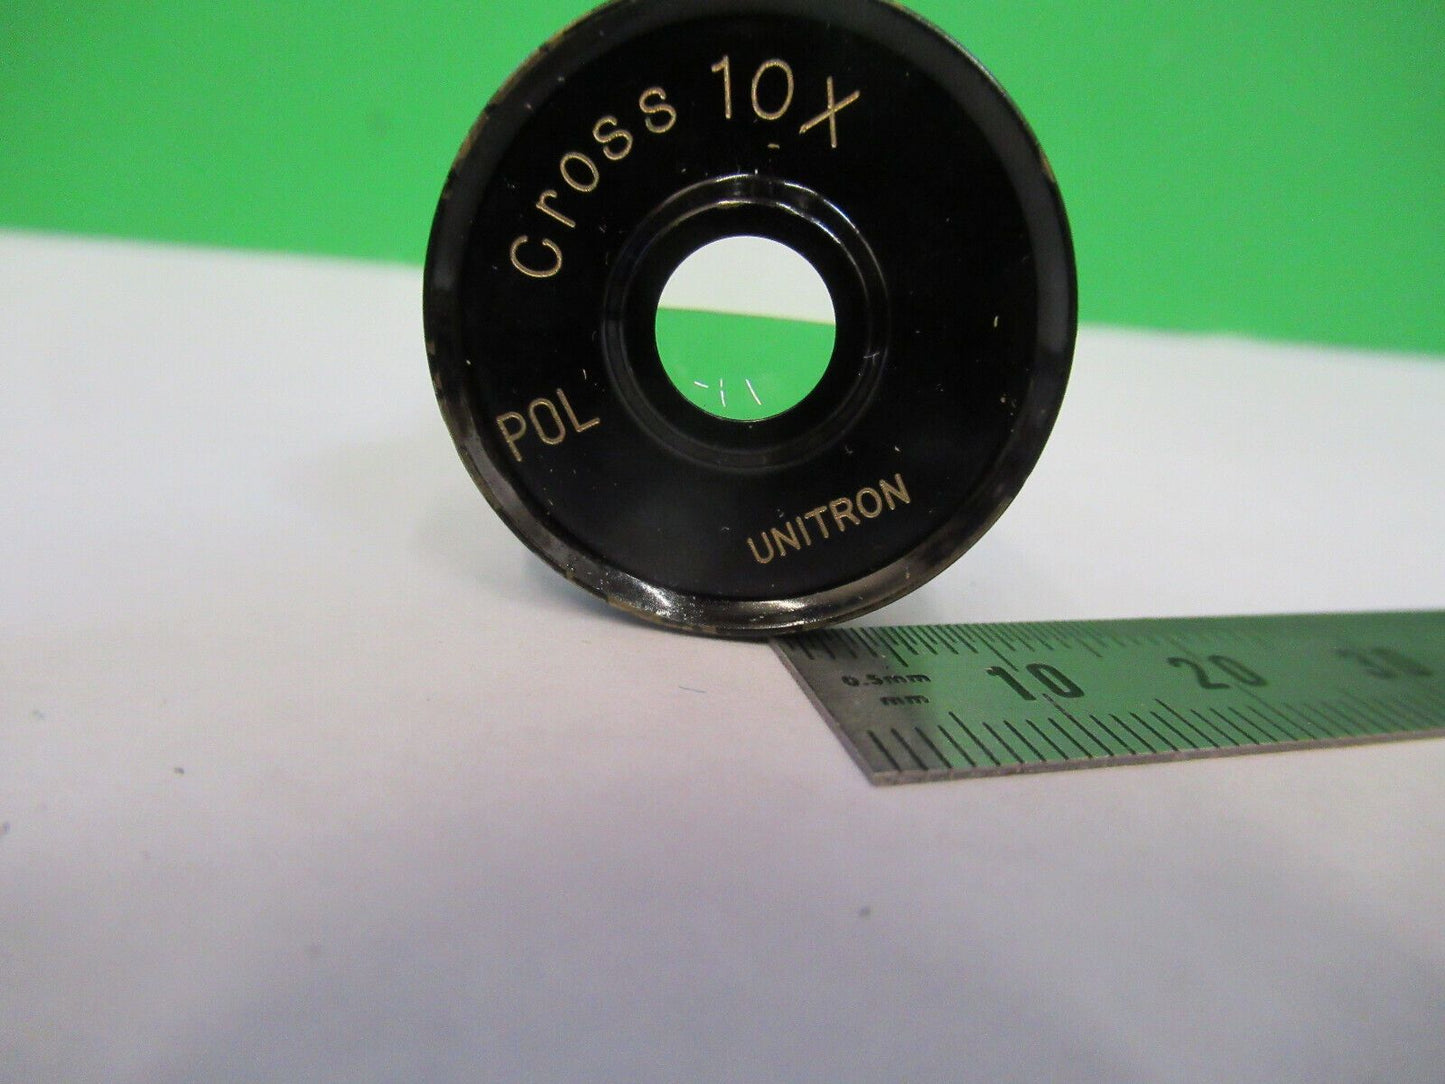 Cross 10X
POL
UNITRON
0.5mm
mm
10 20 30